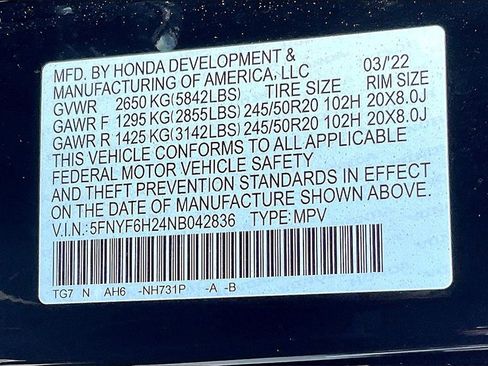 MFD. BY HONDA DEVELOPMENT & 03/'22
MANUFACTURING OF AMERICA, LLC
GVWR 2650 KG(5842LBS) TIRE SIZE RIM SIZE
GAWR F 1295 KG(2855LBS) 245/50R20 102H 20X8.0J
GAWR R 1425 KG(3142LBS) 245/50R20 102H 20X8.0J
THIS VEHICLE CONFORMS TO ALL APPLICABLE
FEDERAL MOTOR VEHICLE SAFETY
AND THEFT PREVENTION STANDARDS IN EFFECT
ON THE DATE OF MANUFACTURE SHOWN ABOVE.
V.I.N.: 5FNYF6H24NB042836 TYPE: MPV
TG7 N AH6 -NH731P -A -B